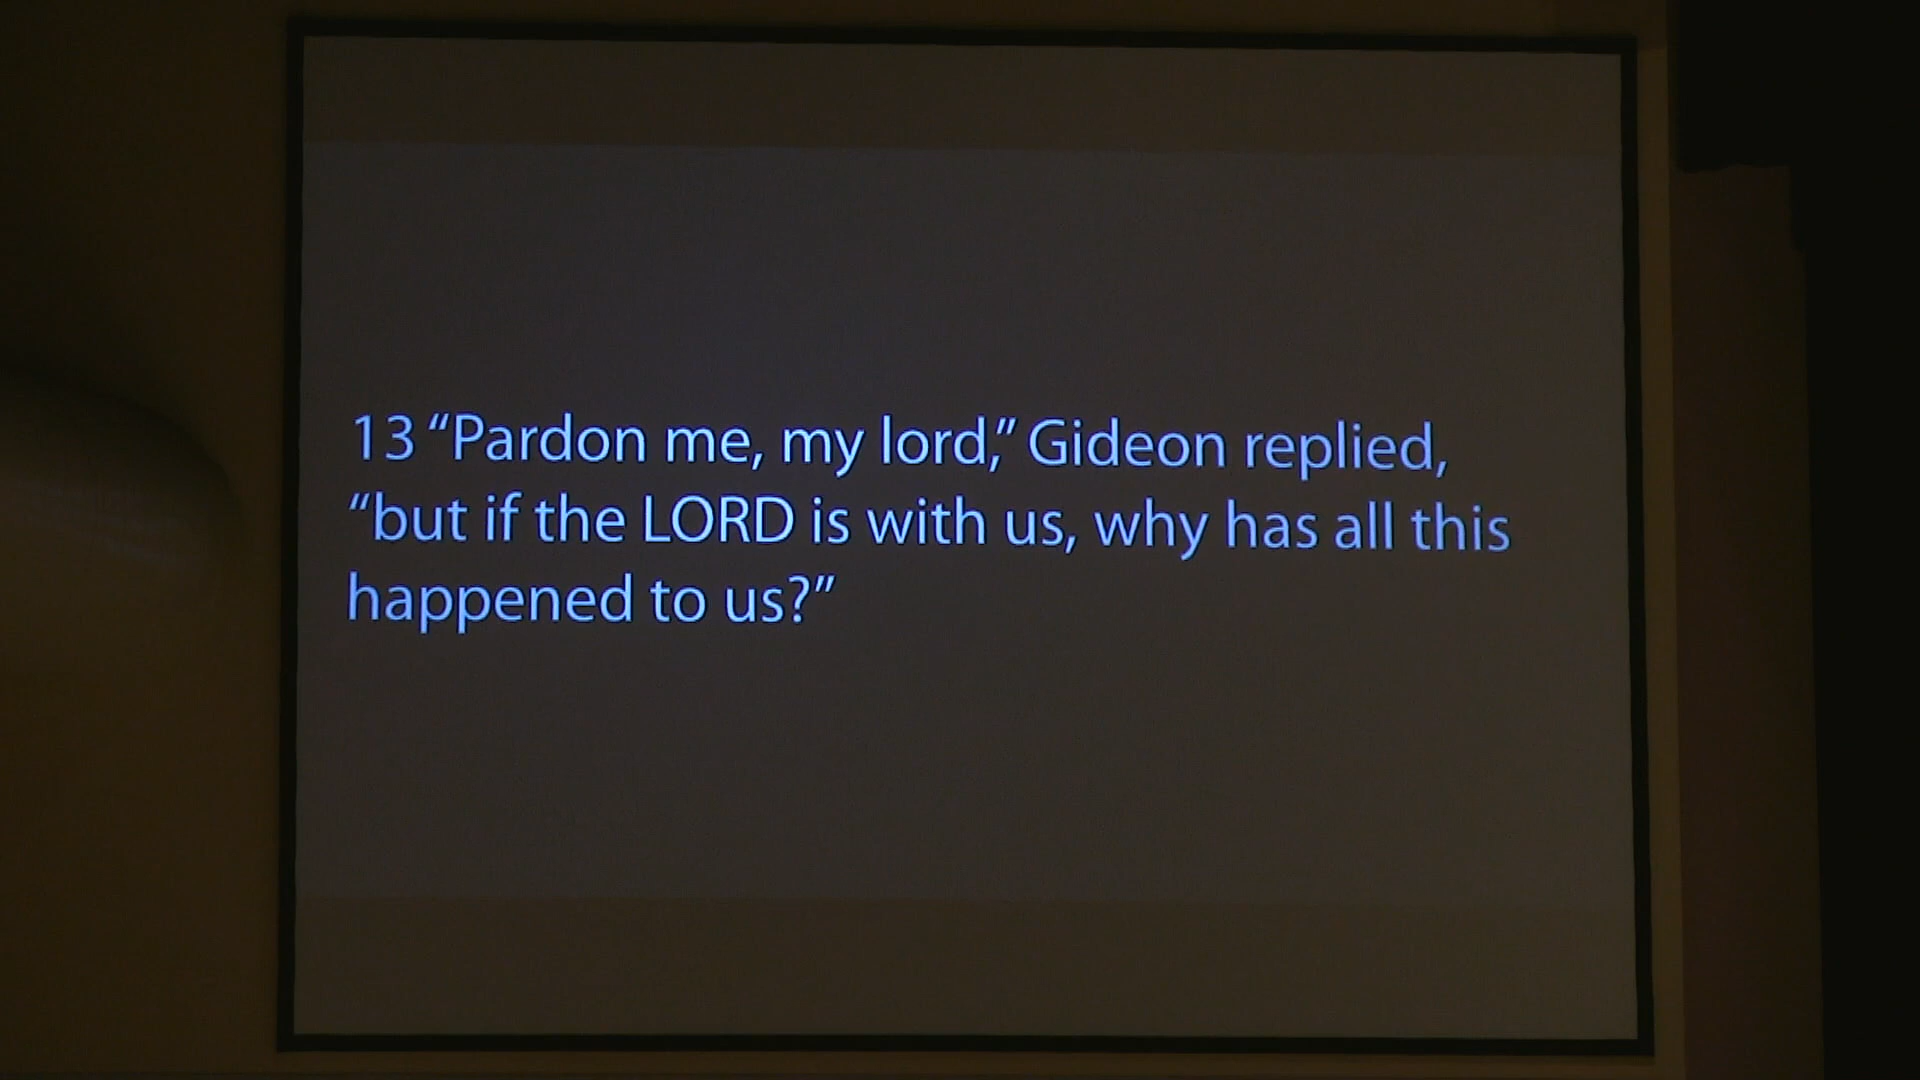 13 “Pardon me, my lord,” Gideon replied,
“but if the LORD is with us, why has all this
happened to us?”